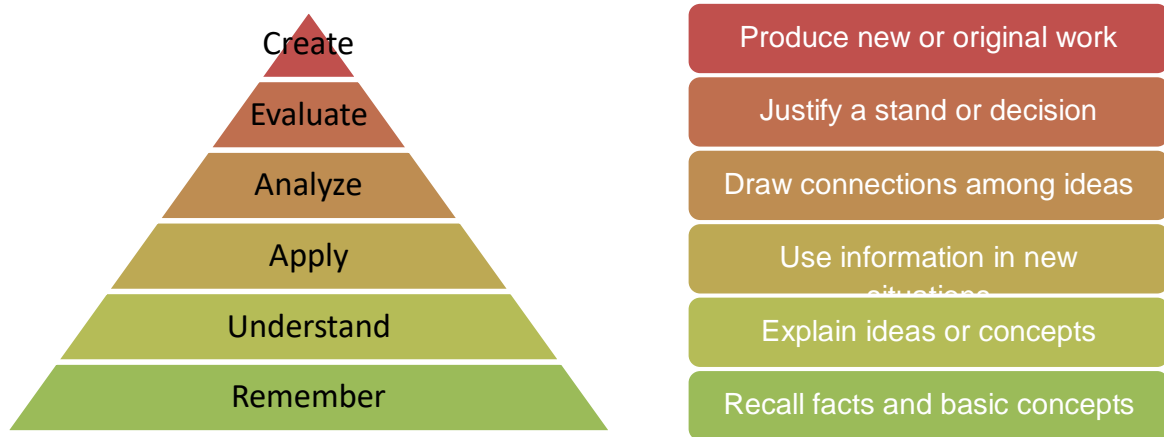 Create
Evaluate
Analyze
Apply
Understand
Remember
Produce new or original work
Justify a stand or decision
Draw connections among ideas
Use information in new
situations
Explain ideas or concepts
Recall facts and basic concepts